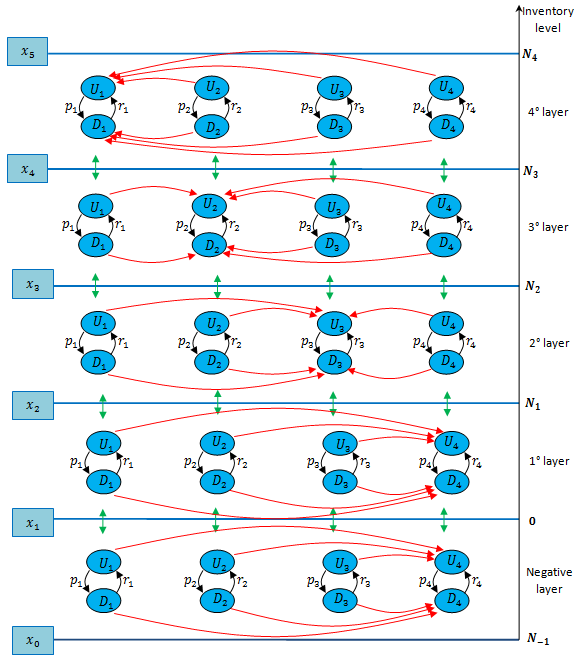 Inventory level
x₅ N₄
U₁ U₂ U₃ U₄
p₁ r₁ p₂ r₂ p₃ r₃ p₄ r₄ 4° layer
D₁ D₂ D₃ D₄
x₄ N₃
U₁ U₂ U₃ U₄
p₁ r₁ p₂ r₂ p₃ r₃ p₄ r₄ 3° layer
D₁ D₂ D₃ D₄
x₃ N₂
U₁ U₂ U₃ U₄
p₁ r₁ p₂ r₂ p₃ r₃ p₄ r₄ 2° layer
D₁ D₂ D₃ D₄
x₂ N₁
U₁ U₂ U₃ U₄
p₁ r₁ p₂ r₂ p₃ r₃ p₄ r₄ 1° layer
D₁ D₂ D₃ D₄
x₁ 0
U₁ U₂ U₃ U₄
p₁ r₁ p₂ r₂ p₃ r₃ p₄ r₄ Negative layer
D₁ D₂ D₃ D₄
x₀ N₋₁